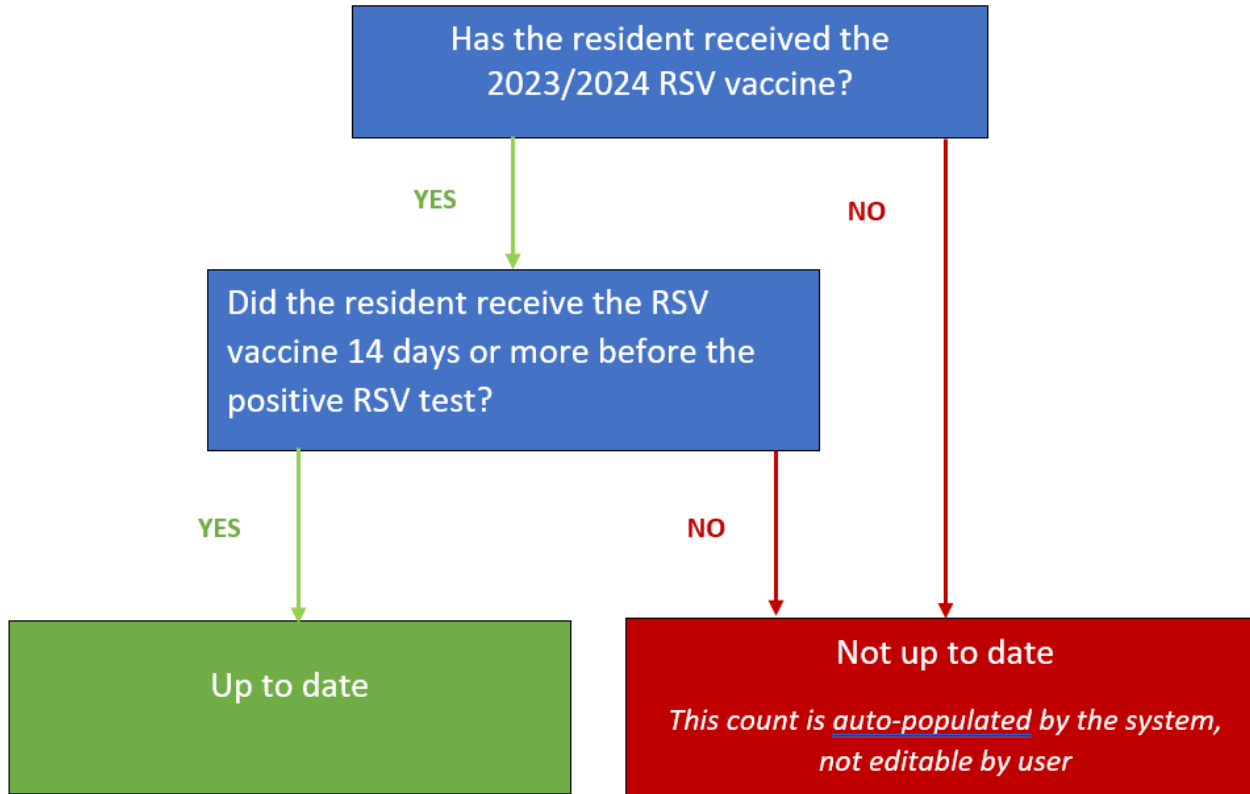 Has the resident received the
2023/2024 RSV vaccine?
YES
NO
Did the resident receive the RSV
vaccine 14 days or more before the
positive RSV test?
YES
NO
Up to date
Not up to date
This count is auto-populated by the system,
not editable by user